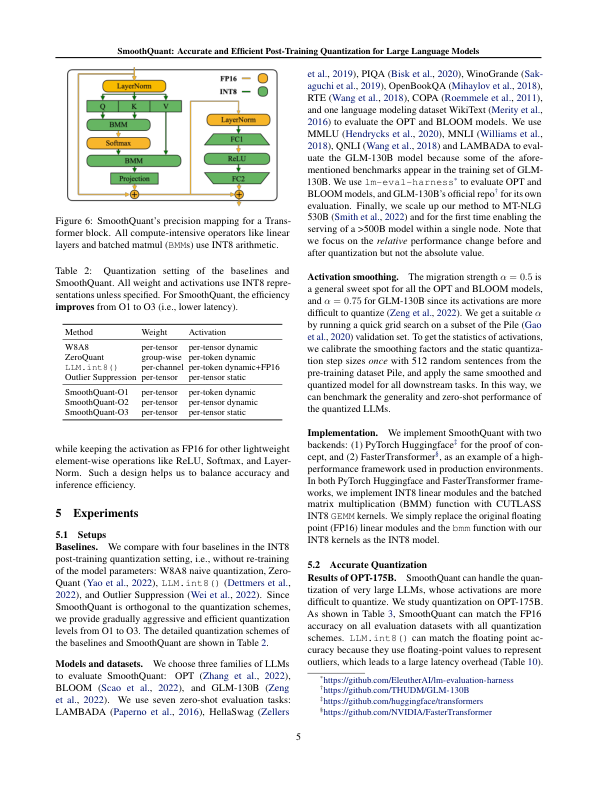 SmoothQuant: Accurate and Efficient Post-Training Quantization for Large Language Models
LayerNorm
Q K V
BMM
Softmax
BMM
Projection
FP16
INT8
LayerNorm
FC1
ReLU
FC2
Figure 6: SmoothQuant's precision mapping for a Trans-
former block. All compute-intensive operators like linear
layers and batched matmul (BMMs) use INT8 arithmetic.
Table 2: Quantization setting of the baselines and
SmoothQuant. All weight and activations use INT8 repre-
sentations unless specified. For SmoothQuant, the efficiency
improves from O1 to O3 (i.e., lower latency).
Method Weight Activation
W8A8 per-tensor per-tensor dynamic
ZeroQuant group-wise per-token dynamic
LLM.int8() per-channel per-token dynamic+FP16
Outlier Suppression per-tensor per-tensor static
SmoothQuant-O1 per-tensor per-token dynamic
SmoothQuant-O2 per-tensor per-tensor dynamic
SmoothQuant-O3 per-tensor per-tensor static
while keeping the activation as FP16 for other lightweight
element-wise operations like ReLU, Softmax, and Layer-
Norm. Such a design helps us to balance accuracy and
inference efficiency.
5 Experiments
5.1 Setups
Baselines. We compare with four baselines in the INT8
post-training quantization setting, i.e., without re-training
of the model parameters: W8A8 naive quantization, Zero-
Quant (Yao et al., 2022), LLM.int8() (Dettmers et al.,
2022), and Outlier Suppression (Wei et al., 2022). Since
SmoothQuant is orthogonal to the quantization schemes,
we provide gradually aggressive and efficient quantization
levels from O1 to O3. The detailed quantization schemes of
the baselines and SmoothQuant are shown in Table 2.
Models and datasets. We choose three families of LLMs
to evaluate SmoothQuant: OPT (Zhang et al., 2022),
BLOOM (Scao et al., 2022), and GLM-130B (Zeng
et al., 2022). We use seven zero-shot evaluation tasks:
LAMBADA (Paperno et al., 2016), HellaSwag (Zellers
et al., 2019), PIQA (Bisk et al., 2020), WinoGrande (Sak-
aguchi et al., 2019), OpenBookQA (Mihaylov et al., 2018),
RTE (Wang et al., 2018), COPA (Roemmele et al., 2011),
and one language modeling dataset WikiText (Merity et al.,
2016) to evaluate the OPT and BLOOM models. We use
MMLU (Hendrycks et al., 2020), MNLI (Williams et al.,
2018), QNLI (Wang et al., 2018) and LAMBADA to eval-
uate the GLM-130B model because some of the afore-
mentioned benchmarks appear in the training set of GLM-
130B. We use lm-eval-harness* to evaluate OPT and
BLOOM models, and GLM-130B's official repo† for its own
evaluation. Finally, we scale up our method to MT-NLG
530B (Smith et al., 2022) and for the first time enabling the
serving of a >500B model within a single node. Note that
we focus on the relative performance change before and
after quantization but not the absolute value.
Activation smoothing. The migration strength α = 0.5 is
a general sweet spot for all the OPT and BLOOM models,
and α = 0.75 for GLM-130B since its activations are more
difficult to quantize (Zeng et al., 2022). We get a suitable α
by running a quick grid search on a subset of the Pile (Gao
et al., 2020) validation set. To get the statistics of activations,
we calibrate the smoothing factors and the static quantiza-
tion step sizes once with 512 random sentences from the
pre-training dataset Pile, and apply the same smoothed and
quantized model for all downstream tasks. In this way, we
can benchmark the generality and zero-shot performance of
the quantized LLMs.
Implementation. We implement SmoothQuant with two
backends: (1) PyTorch Huggingface‡ for the proof of con-
cept, and (2) FasterTransformer§, as an example of a high-
performance framework used in production environments.
In both PyTorch Huggingface and FasterTransformer frame-
works, we implement INT8 linear modules and the batched
matrix multiplication (BMM) function with CUTLASS
INT8 GEMM kernels. We simply replace the original floating
point (FP16) linear modules and the bmm function with our
INT8 kernels as the INT8 model.
5.2 Accurate Quantization
Results of OPT-175B. SmoothQuant can handle the quan-
tization of very large LLMs, whose activations are more
difficult to quantize. We study quantization on OPT-175B.
As shown in Table 3, SmoothQuant can match the FP16
accuracy on all evaluation datasets with all quantization
schemes. LLM.int8() can match the floating point ac-
curacy because they use floating-point values to represent
outliers, which leads to a large latency overhead (Table 10).
*https://github.com/EleutherAI/lm-evaluation-harness
†https://github.com/THUDM/GLM-130B
‡https://github.com/huggingface/transformers
§https://github.com/NVIDIA/FasterTransformer
5